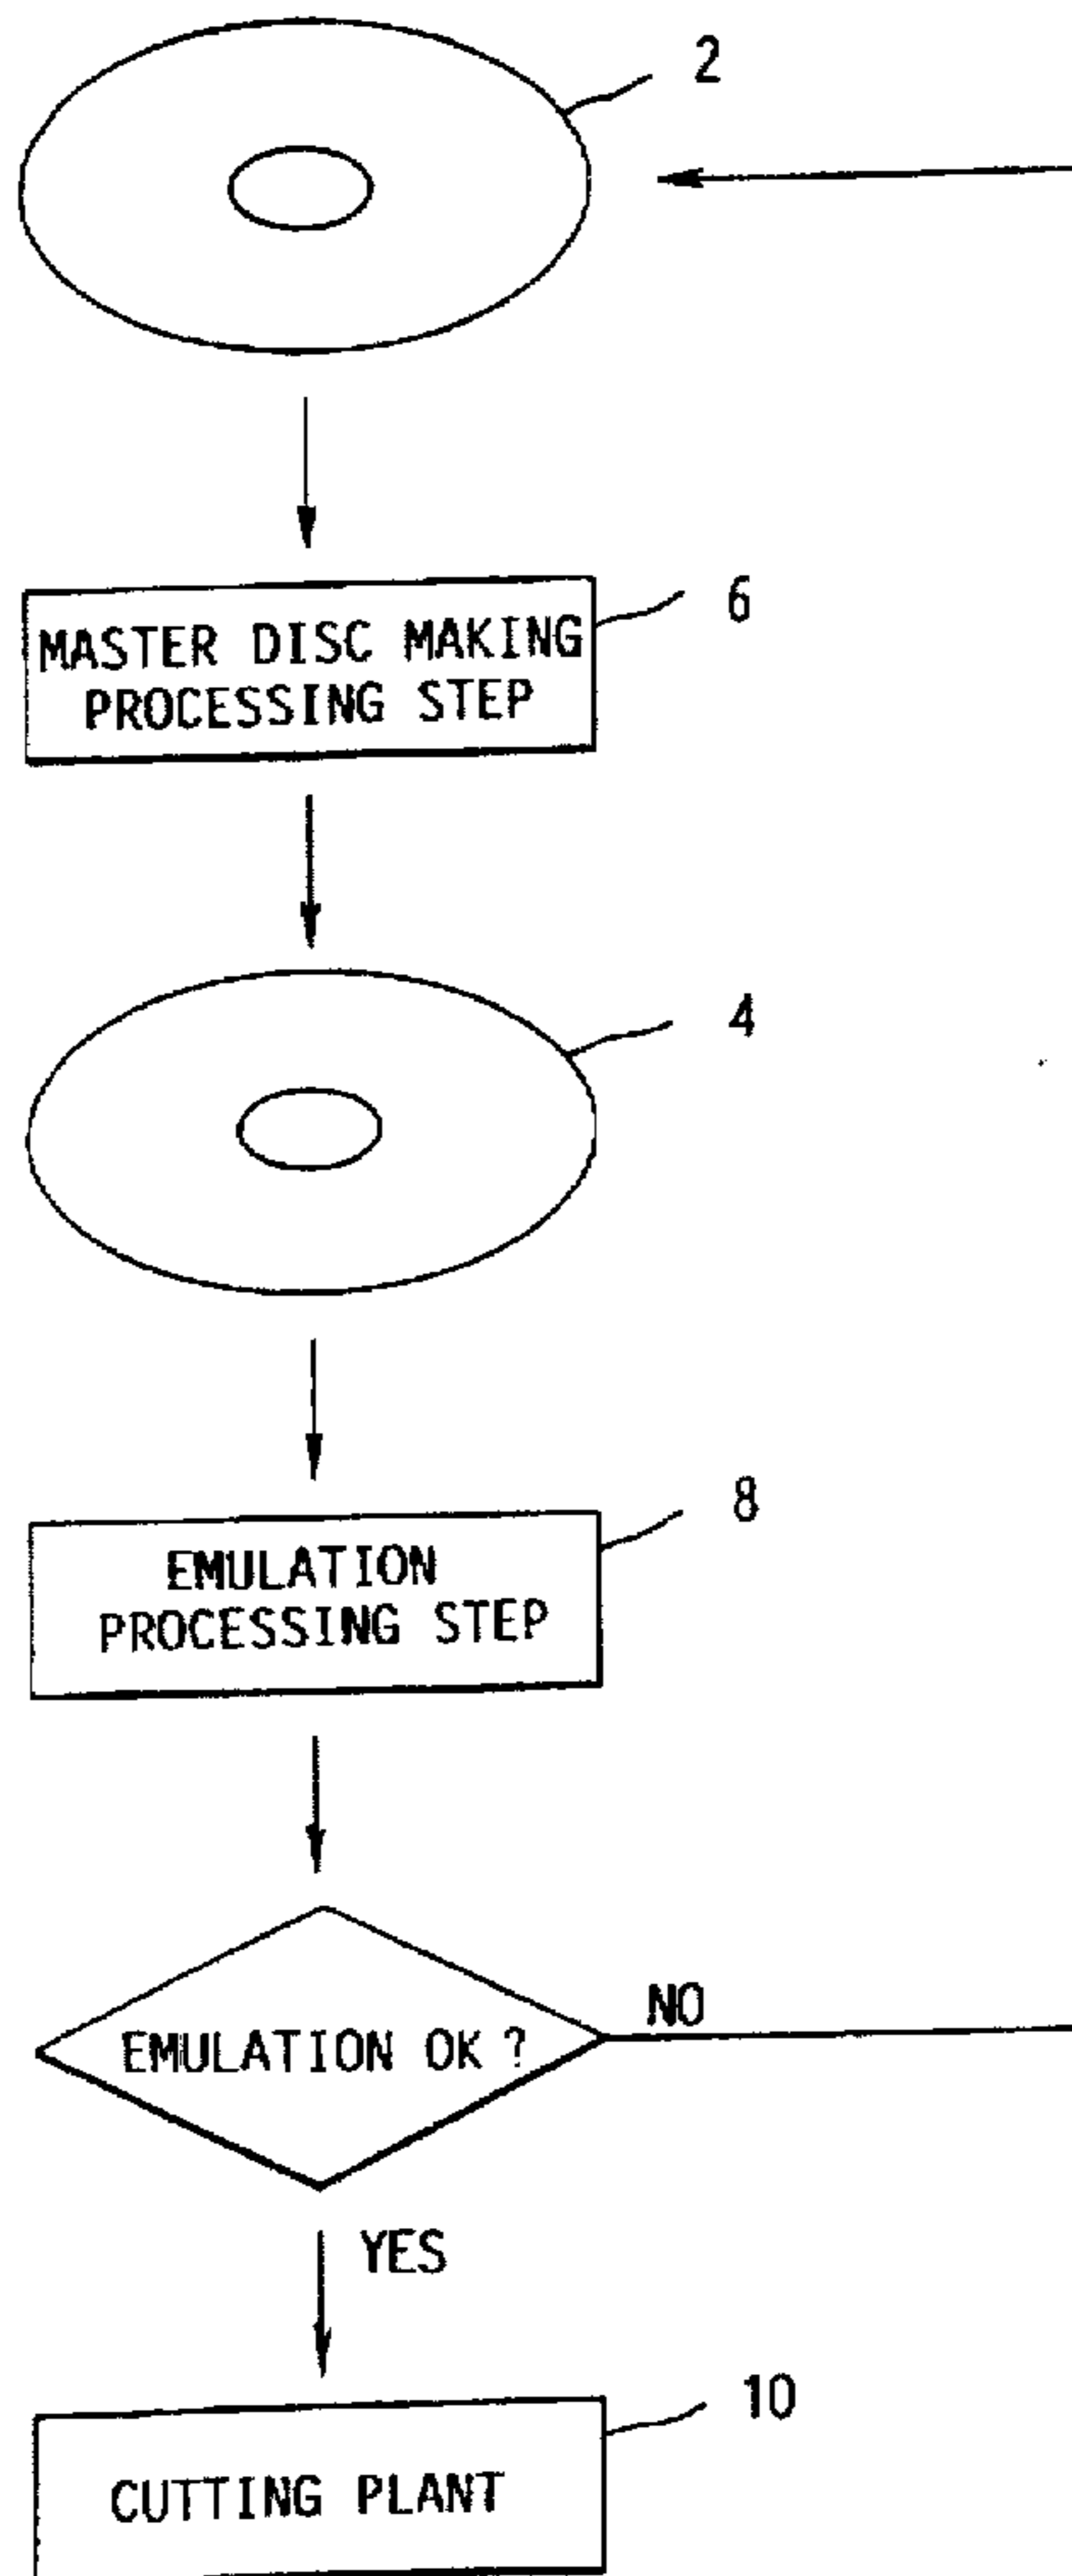 2
6
MASTER DISC MAKING
PROCESSING STEP
4
8
EMULATION
PROCESSING STEP
NO
EMULATION OK ?
YES
10
CUTTING PLANT